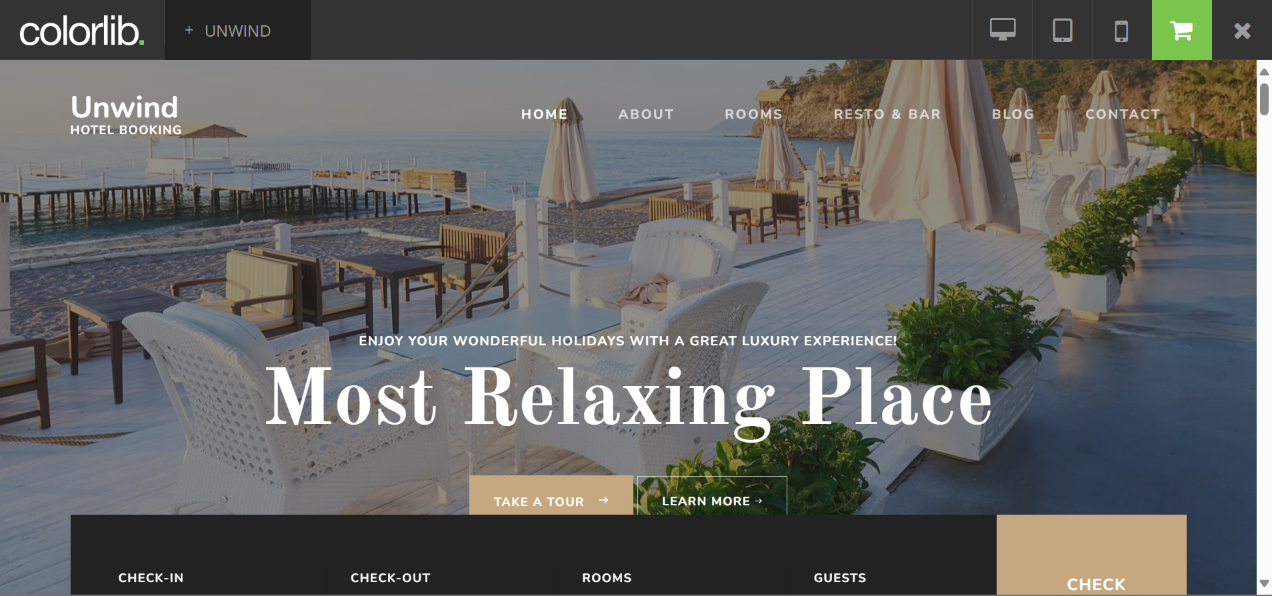 colorlib.
+ UNWIND
Unwind
HOTEL BOOKING
HOME ABOUT ROOMS RESTO & BAR BLOG CONTACT
ENJOY YOUR WONDERFUL HOLIDAYS WITH A GREAT LUXURY EXPERIENCE!
Most Relaxing Place
TAKE A TOUR → LEARN MORE →
CHECK-IN CHECK-OUT ROOMS GUESTS
CHECK